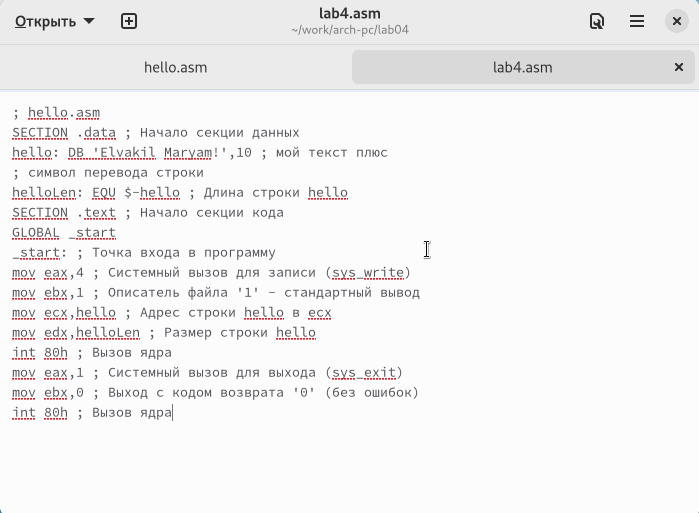 Открыть
lab4.asm
~/work/arch-pc/lab04
hello.asm
lab4.asm
; hello.asm
SECTION .data ; Начало секции данных
hello: DB 'Elvakil Maryam!',10 ; мой текст плюс
; символ перевода строки
helloLen: EQU $-hello ; Длина строки hello
SECTION .text ; Начало секции кода
GLOBAL _start
_start: ; Точка входа в программу
mov eax,4 ; Системный вызов для записи (sys_write)
mov ebx,1 ; Описатель файла '1' - стандартный вывод
mov ecx,hello ; Адрес строки hello в ecx
mov edx,helloLen ; Размер строки hello
int 80h ; Вызов ядра
mov eax,1 ; Системный вызов для выхода (sys_exit)
mov ebx,0 ; Выход с кодом возврата '0' (без ошибок)
int 80h ; Вызов ядра